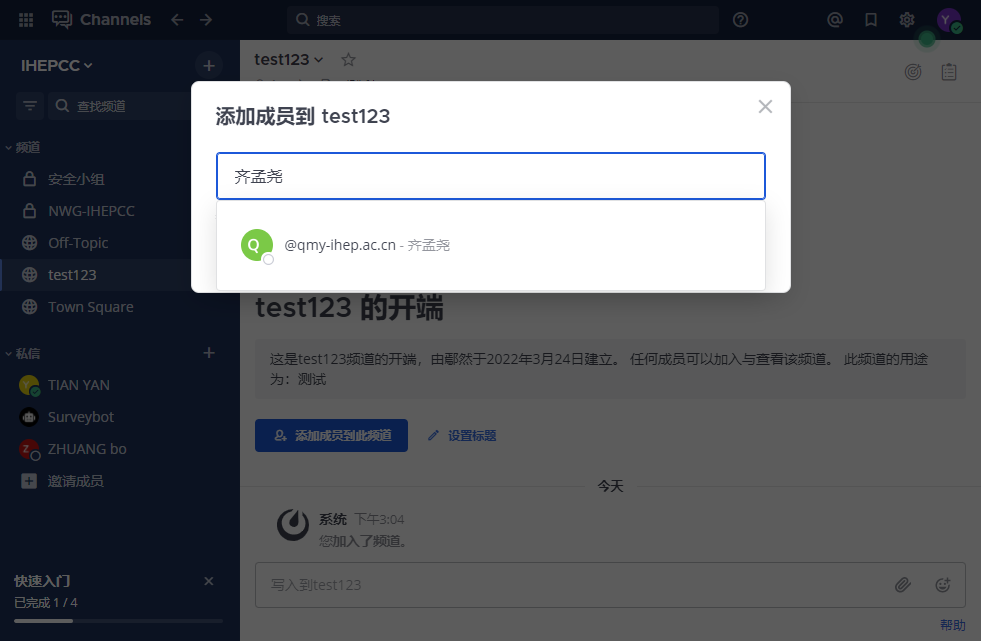 Channels
搜索
Y
IHEPCC
test123
查找频道
添加成员到 test123
齐孟尧
Q @qmy-ihep.ac.cn - 齐孟尧
频道
安全小组
NWG-IHEPCC
Off-Topic
test123
Town Square
私信
Y TIAN YAN
Surveybot
Z ZHUANG bo
邀请成员
快速入门
已完成 1 / 4
test123 的开端
这是test123频道的开端，由鄢然于2022年3月24日建立。 任何成员可以加入与查看该频道。 此频道的用途
为：测试
添加成员到此频道
设置标题
今天
系统 下午3:04
您加入了频道。
写入到test123
帮助